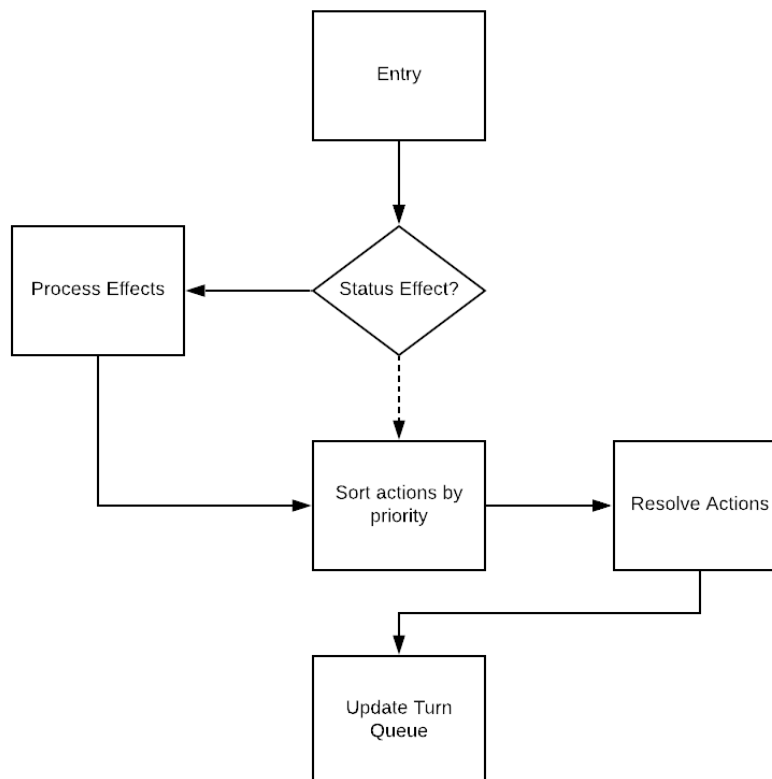 Entry
Process Effects
Status Effect?
Sort actions by
priority
Resolve Actions
Update Turn
Queue